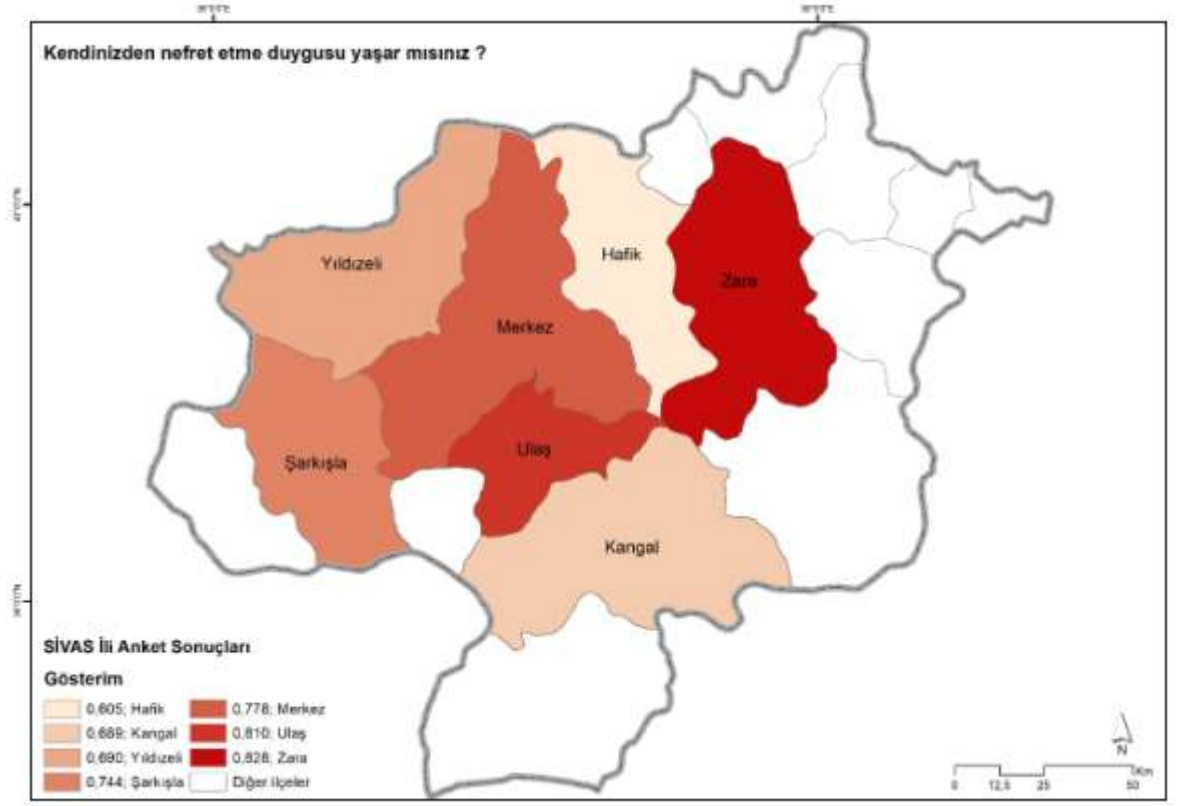 Kendinizden nefret etme duygusu yaşar mısınız ?
Hafik
Yıldızeli
Zara
Merkez
Ulaş
Şarkışla
Kangal
SİVAS İli Anket Sonuçları
Gösterim
0,605; Hafik
0,778; Merkez
0,689; Kangal
0,810; Ulaş
0,690; Yıldızeli
0,828; Zara
0,744; Şarkışla
Diğer ilçeler
N
Km
0 12,5 25 50